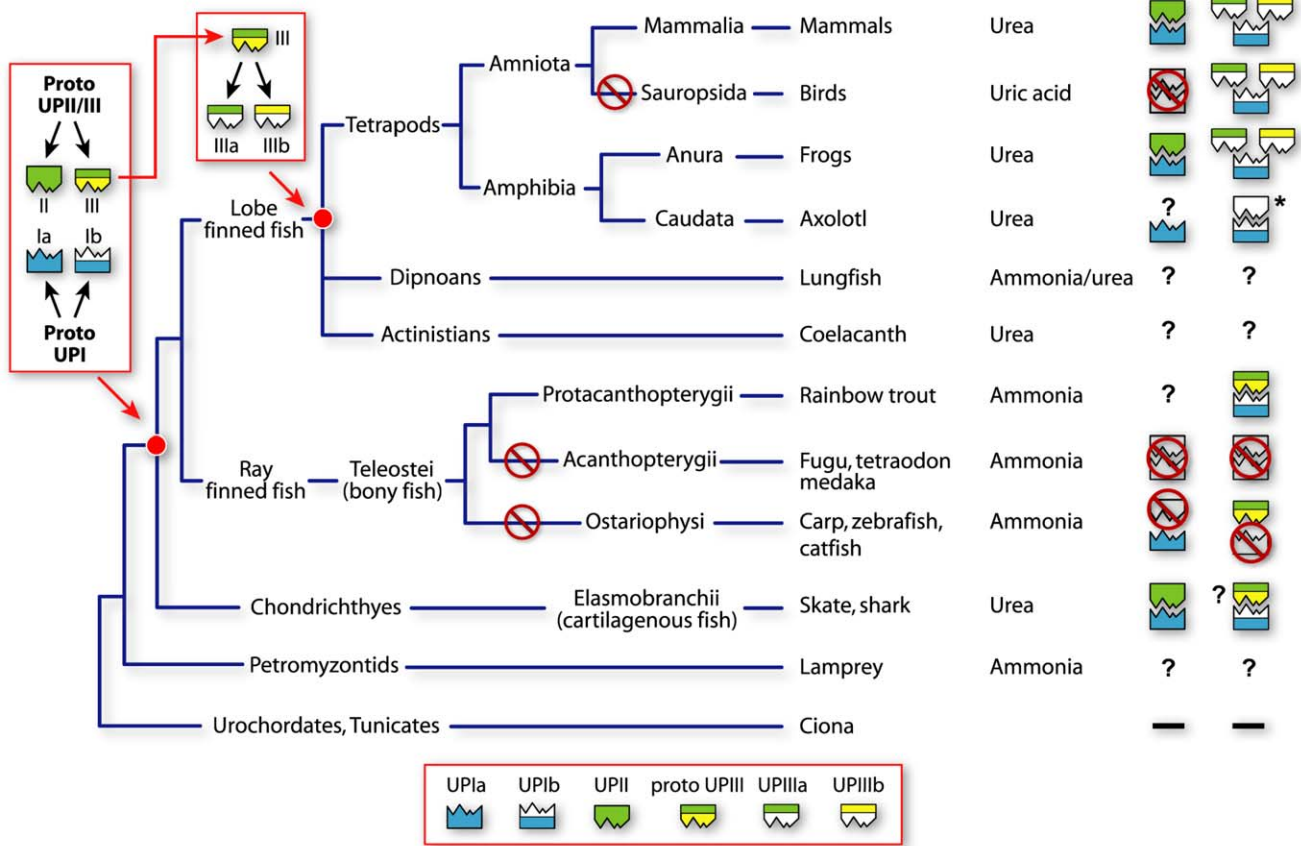 Proto
UPII/III
II
III
Ia
Ib
Proto
UPI
III
IIIa
IIIb
Mammalia
Mammals
Urea
Amniota
Sauropsida
Birds
Uric acid
Tetrapods
Anura
Frogs
Urea
Amphibia
Caudata
Axolotl
Urea
?
*
Lobe
finned fish
Dipnoans
Lungfish
Ammonia/urea
?
?
Actinistians
Coelacanth
Urea
?
?
Protacanthopterygii
Rainbow trout
Ammonia
?
Ray
finned fish
Teleostei
(bony fish)
Acanthopterygii
Fugu, tetraodon
medaka
Ammonia
Ostariophysi
Carp, zebrafish,
catfish
Ammonia
Chondrichthyes
Elasmobranchii
(cartilagenous fish)
Skate, shark
Urea
?
Petromyzontids
Lamprey
Ammonia
?
?
Urochordates, Tunicates
Ciona
— —
UPIa
UPIb
UPII
proto UPIII
UPIIIa
UPIIIb